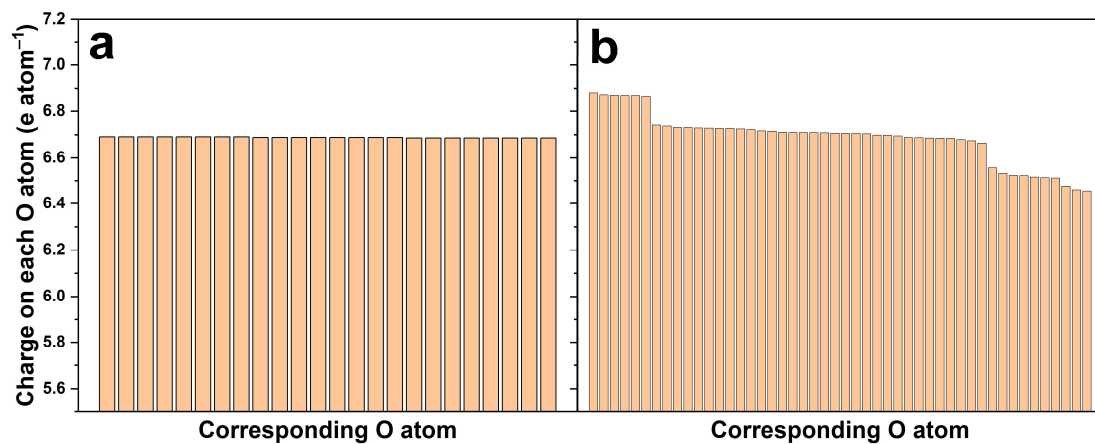 Charge on each O atom (e atom⁻¹)
7.2
7.0
6.8
6.6
6.4
6.2
6.0
5.8
5.6
a
b
Corresponding O atom
Corresponding O atom